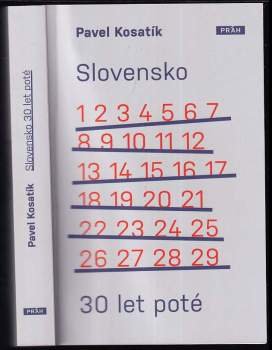 Pavel Kosatík
PRÁH
Slovensko
1 2 3 4 5 6 7
8 9 10 11 12
13 14 15 16 17
18 19 20 21
22 23 24 25
26 27 28 29
30 let poté
Pavel Kosatík Slovensko 30 let poté
PRÁH